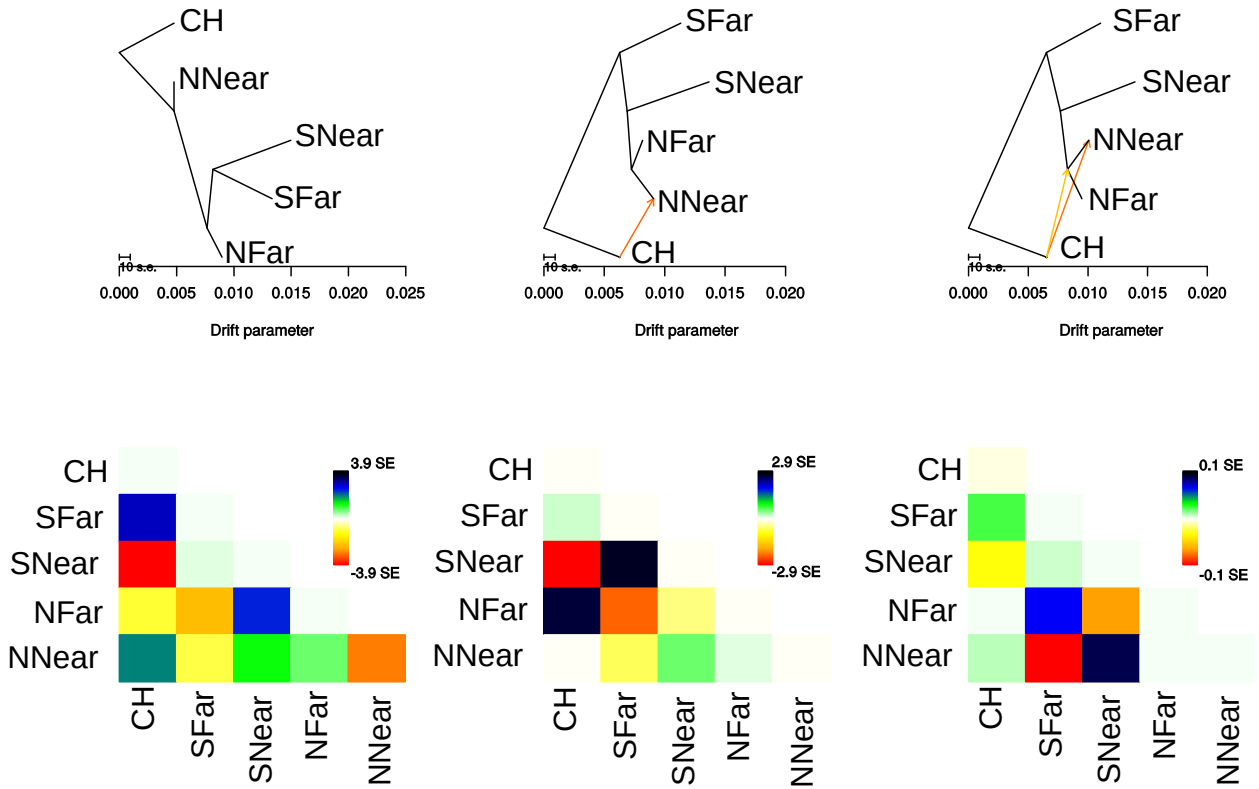 CH
NNear
SNear
SFar
NFar
10 s.e.
0.000 0.005 0.010 0.015 0.020 0.025
Drift parameter
SFar
SNear
NFar
NNear
CH
10 s.e.
0.000 0.005 0.010 0.015 0.020
Drift parameter
SFar
SNear
NNear
NFar
CH
10 s.e.
0.000 0.005 0.010 0.015 0.020
Drift parameter
CH
SFar
SNear
NFar
NNear
3.9 SE
-3.9 SE
CH SFar SNear NFar NNear
CH
SFar
SNear
NFar
NNear
2.9 SE
-2.9 SE
CH SFar SNear NFar NNear
CH
SFar
SNear
NFar
NNear
0.1 SE
-0.1 SE
CH SFar SNear NFar NNear